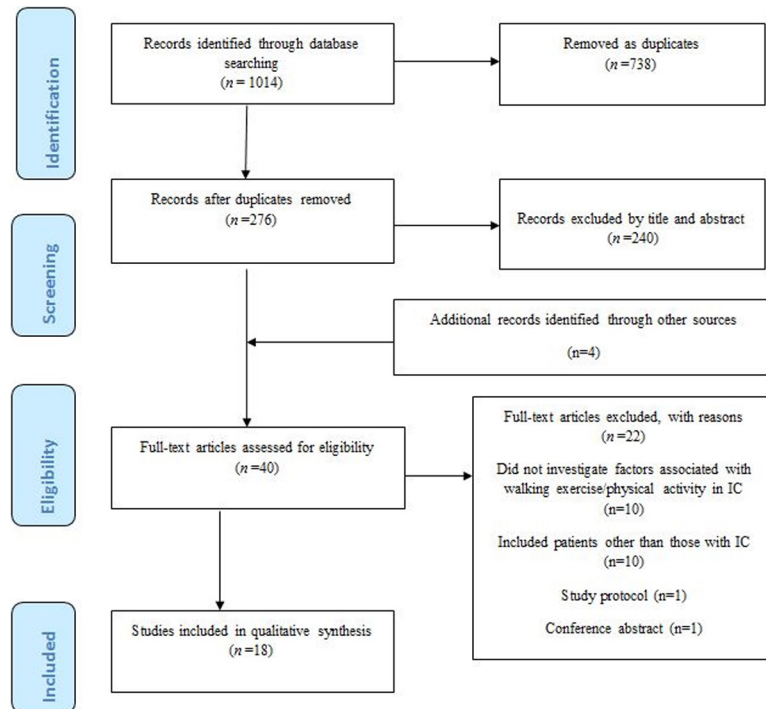 Identification
Records identified through database
searching
(n = 1014)
Removed as duplicates
(n =738)
Screening
Records after duplicates removed
(n =276)
Records excluded by title and abstract
(n =240)
Additional records identified through other sources
(n=4)
Eligibility
Full-text articles assessed for eligibility
(n =40)
Full-text articles excluded, with reasons
(n =22)
Did not investigate factors associated with
walking exercise/physical activity in IC
(n=10)
Included patients other than those with IC
(n=10)
Study protocol (n=1)
Conference abstract (n=1)
Included
Studies included in qualitative synthesis
(n =18)